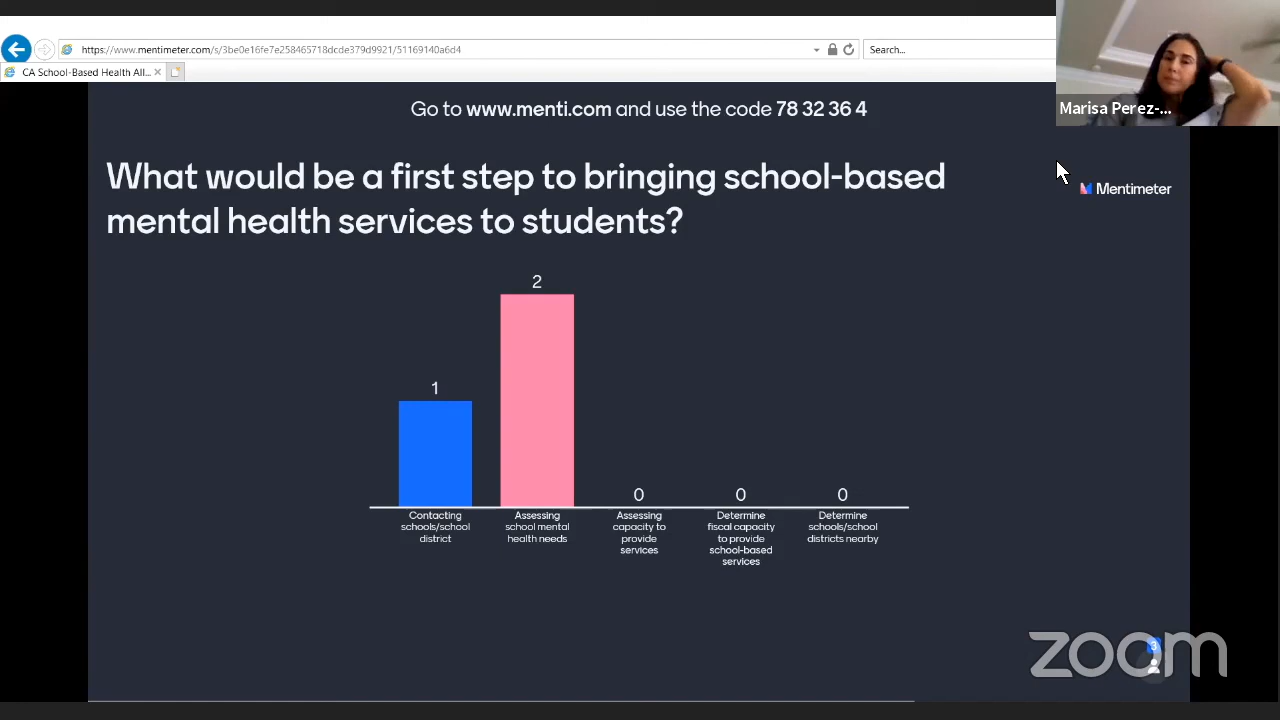 https://www.mentimeter.com/s/3be0e16fe7e258465718dcde379d9921/51169140a6d4
Search...
CA School-Based Health All...
Marisa Perez-...
Go to www.menti.com and use the code 78 32 36 4
What would be a first step to bringing school-based
mental health services to students?
Mentimeter
2
1
0
0
0
Contacting
schools/school
district
Assessing
school mental
health needs
Assessing
capacity to
provide
services
Determine
fiscal capacity
to provide
school-based
services
Determine
schools/school
districts nearby
3
zoom